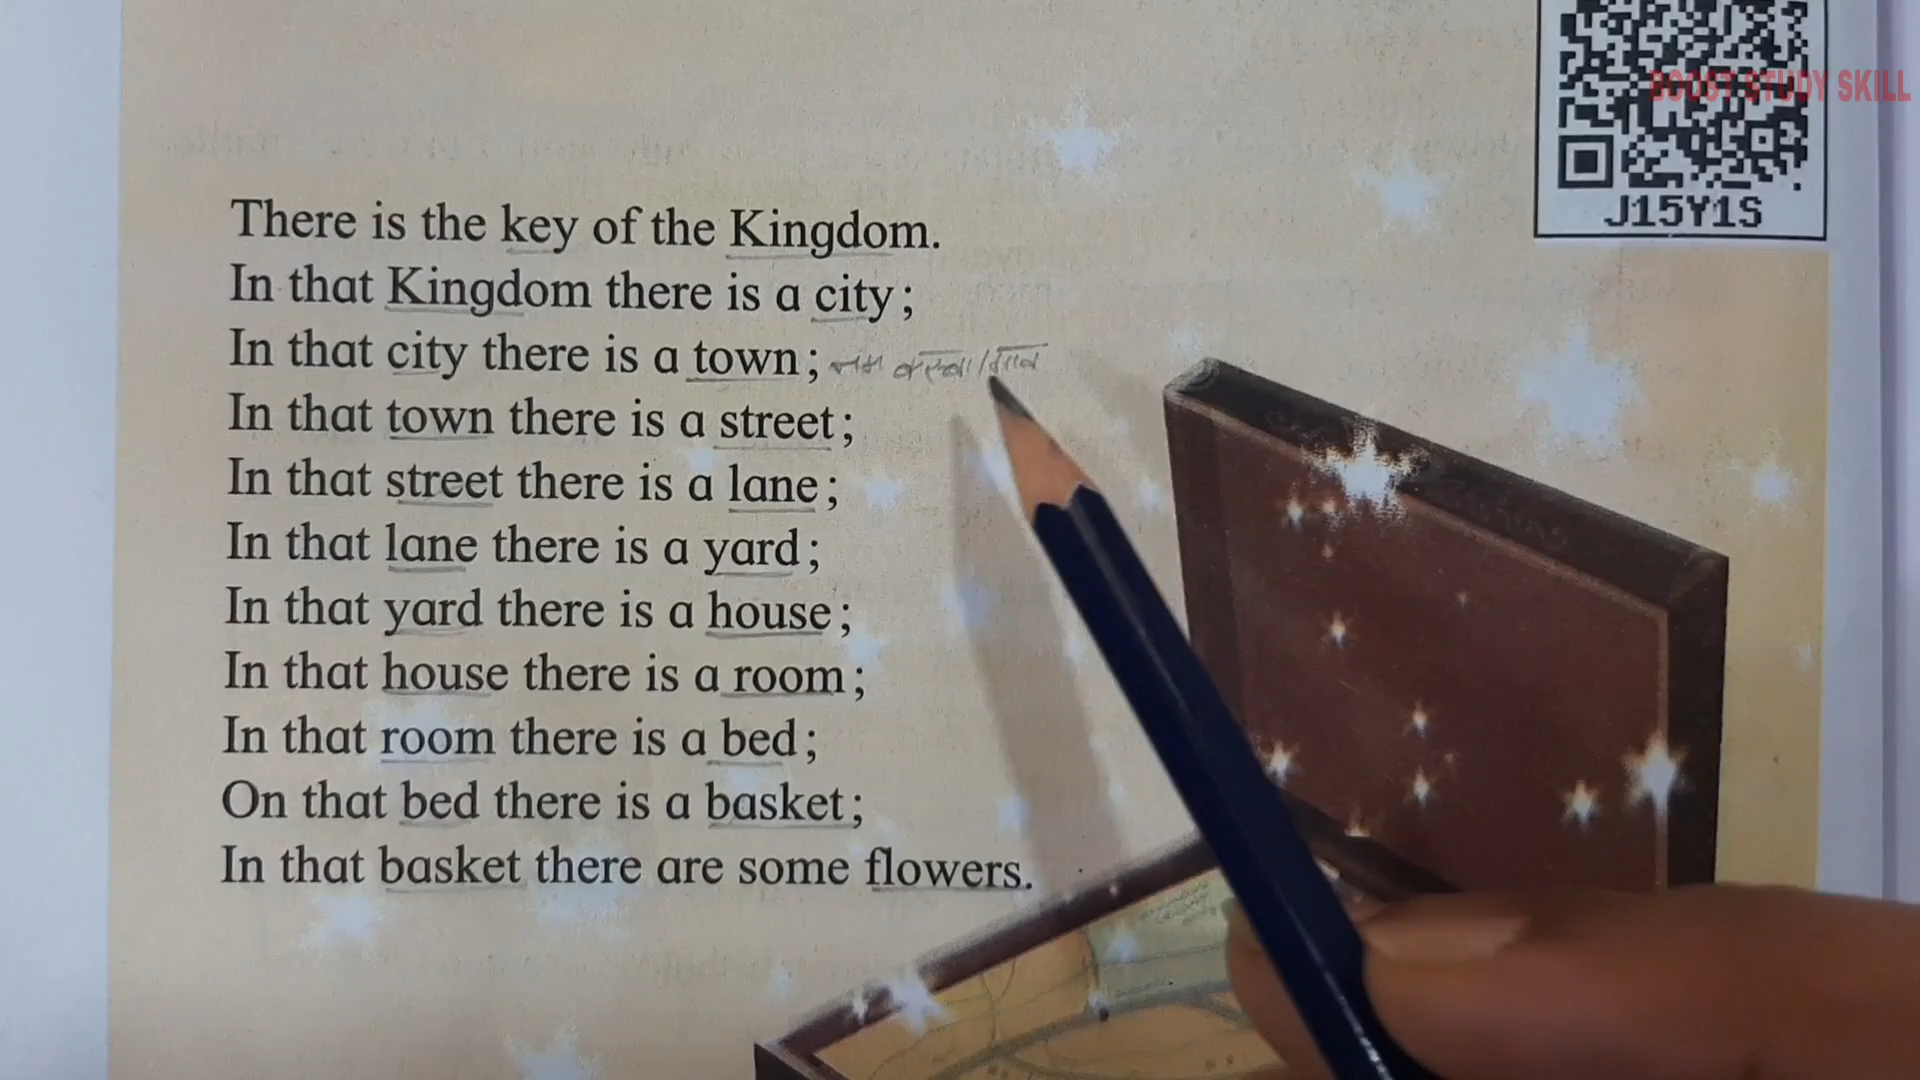 BOOST STUDY SKILL
J15Y1S
There is the key of the Kingdom.
In that Kingdom there is a city;
In that city there is a town;
In that town there is a street;
In that street there is a lane;
In that lane there is a yard;
In that yard there is a house;
In that house there is a room;
In that room there is a bed;
On that bed there is a basket;
In that basket there are some flowers.